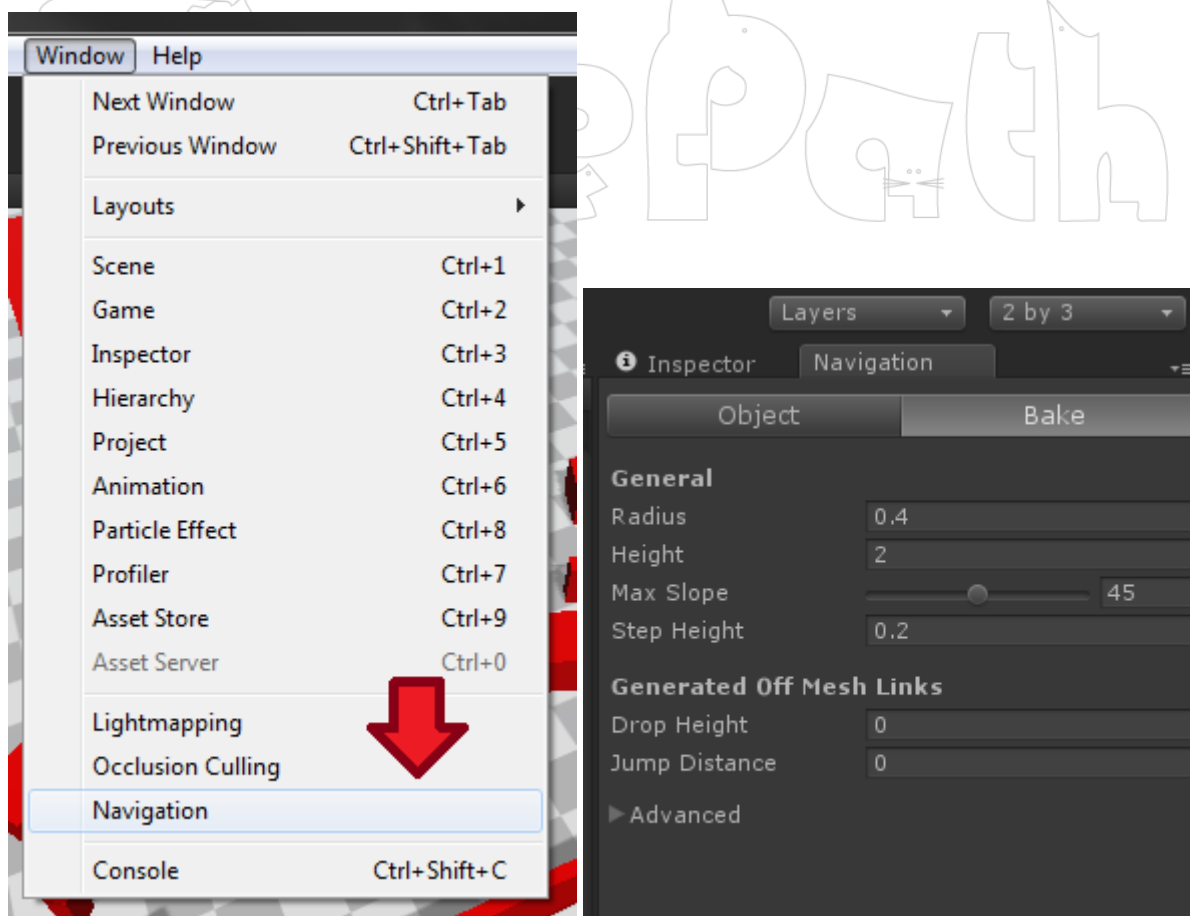 Window Help
Next Window Ctrl+Tab
Previous Window Ctrl+Shift+Tab
Layouts
Scene Ctrl+1
Game Ctrl+2
Inspector Ctrl+3
Hierarchy Ctrl+4
Project Ctrl+5
Animation Ctrl+6
Particle Effect Ctrl+8
Profiler Ctrl+7
Asset Store Ctrl+9
Asset Server Ctrl+0
Lightmapping
Occlusion Culling
Navigation
Console Ctrl+Shift+C
Path
Layers 2 by 3
Inspector Navigation
Object Bake
General
Radius 0.4
Height 2
Max Slope 45
Step Height 0.2
Generated Off Mesh Links
Drop Height 0
Jump Distance 0
Advanced